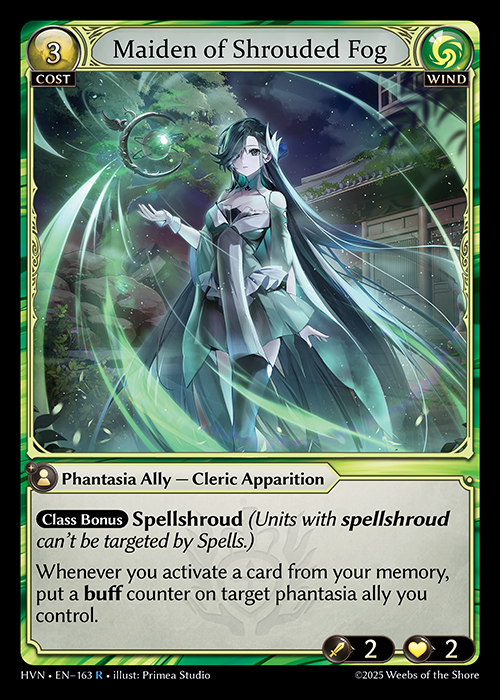 3
COST
Maiden of Shrouded Fog
WIND
Phantasia Ally — Cleric Apparition
Class Bonus Spellshroud (Units with spellshroud
can't be targeted by Spells.)
Whenever you activate a card from your memory,
put a buff counter on target phantasia ally you
control.
2
2
HVN • EN-163 R • illust: Primea Studio
©2025 Weebs of the Shore